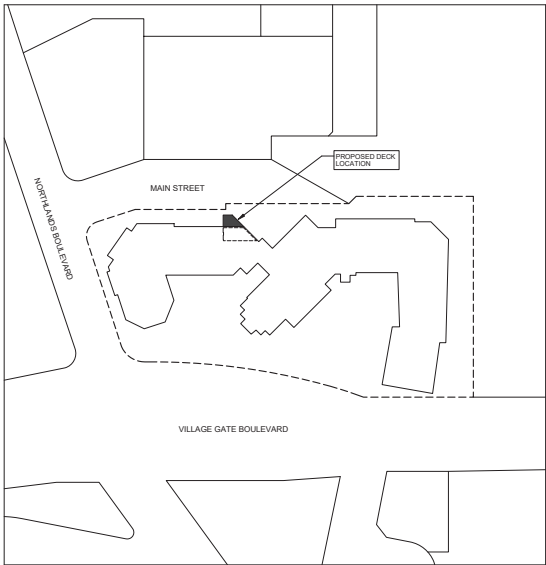 PROPOSED DECK
LOCATION
MAIN STREET
NORTHLANDS BOULEVARD
VILLAGE GATE BOULEVARD